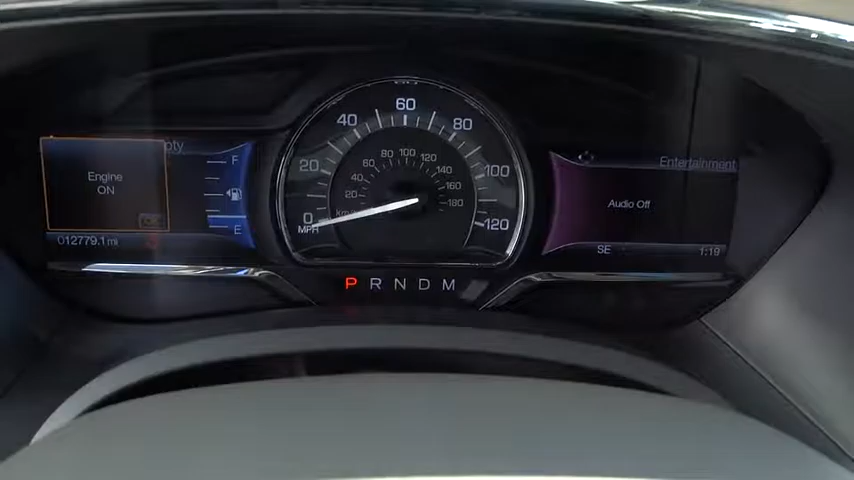 60
40
80
pty
F
Entertainment
80 100 120
20
60
140
100
Engine
ON
40
160
Audio Off
20
180
km/h
0
MPH
120
E
012779.1 mi
SE
1:19
P R N D M